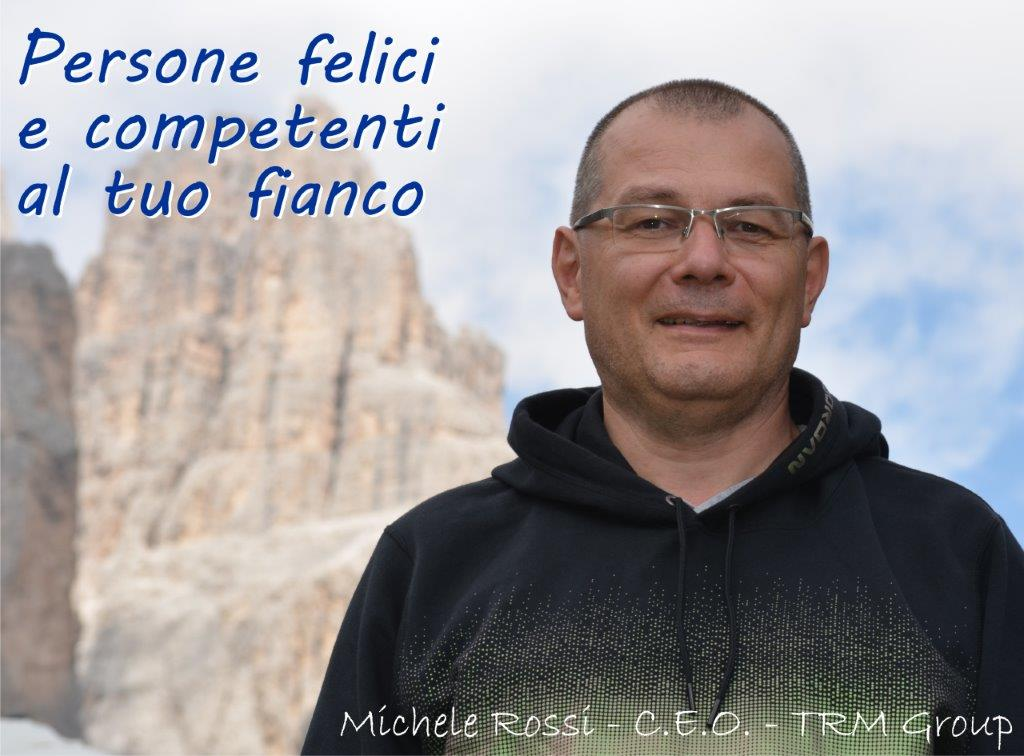 Persone felici
e competenti
al tuo fianco
Michele Rossi - C.E.O. - TRM Group